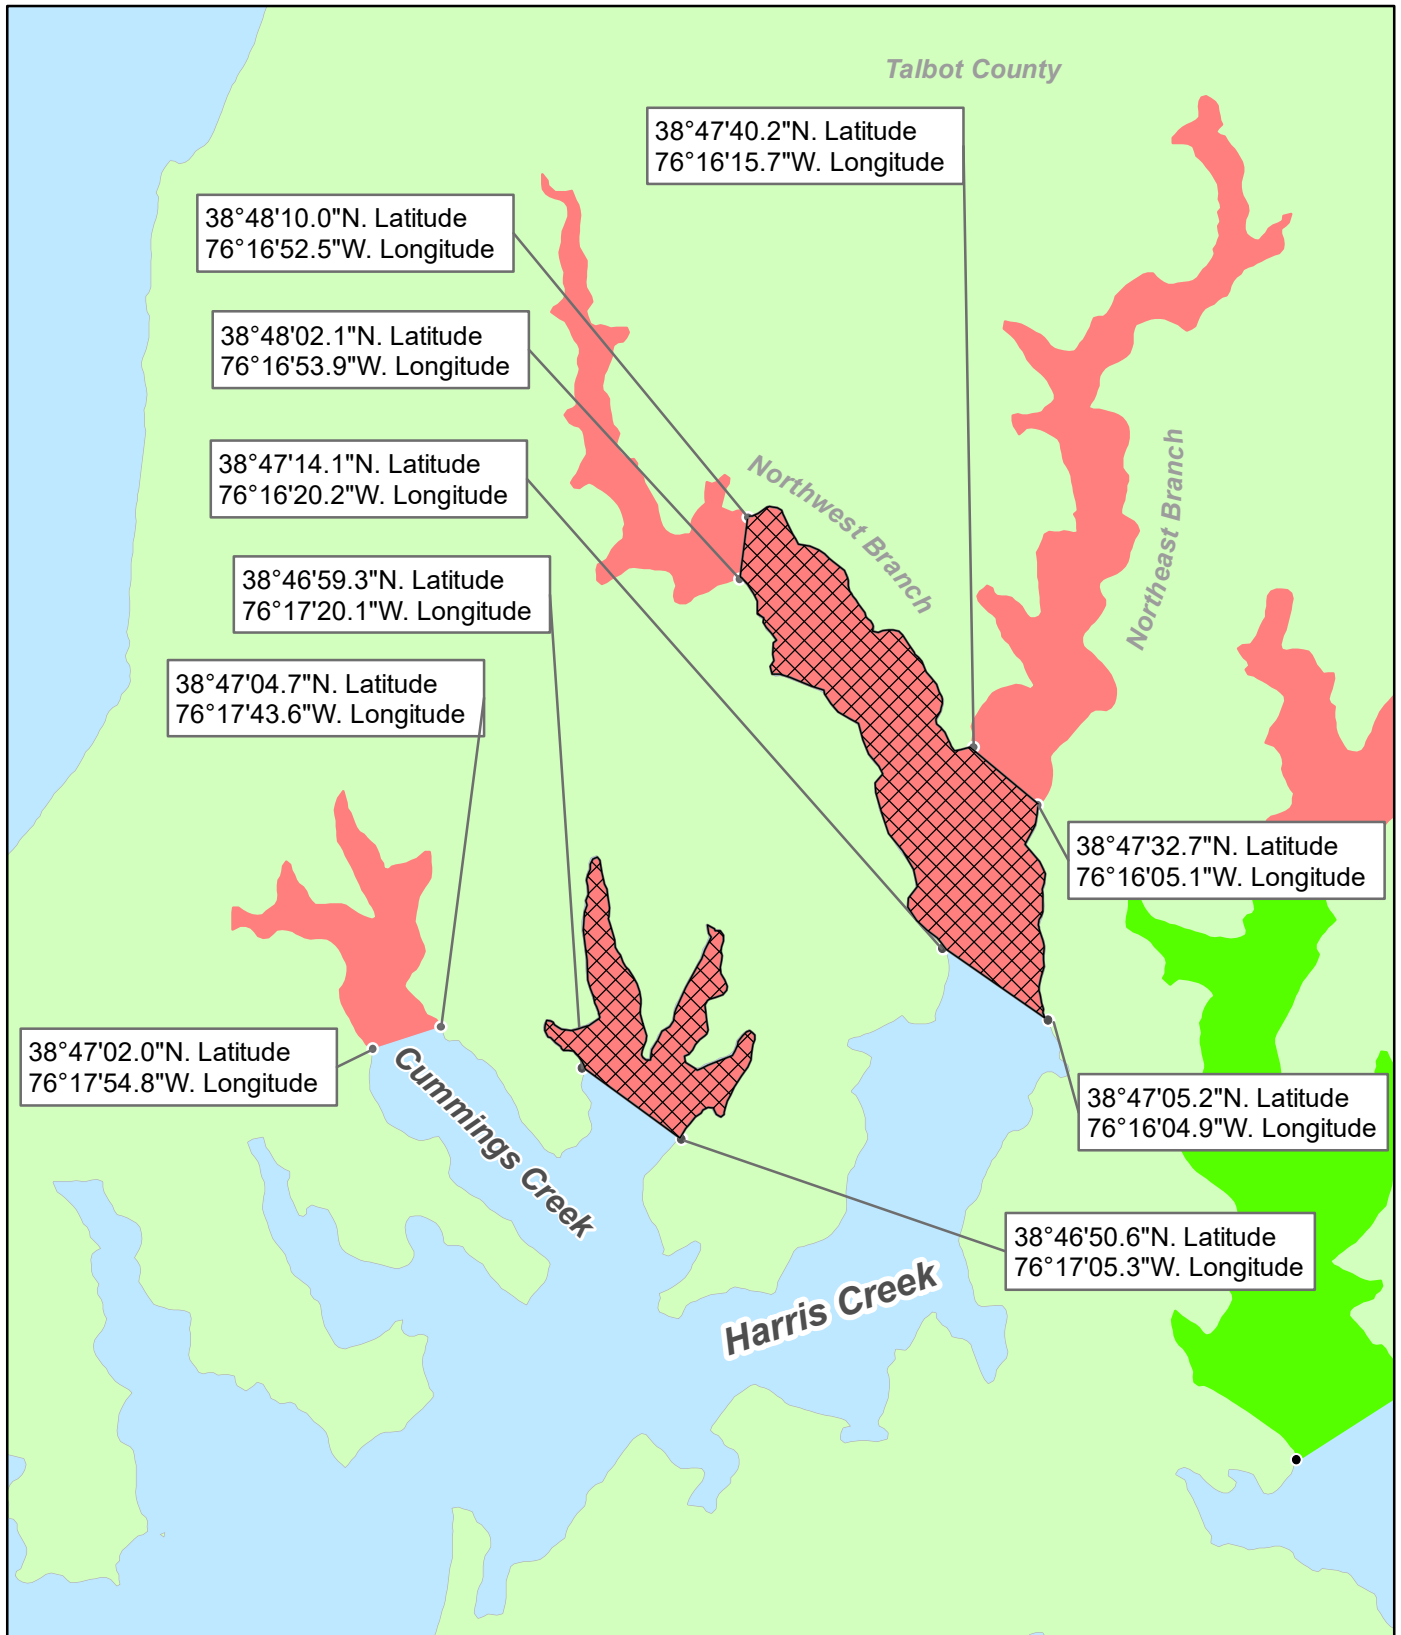 Talbot County
38°47'40.2"N. Latitude
76°16'15.7"W. Longitude
38°48'10.0"N. Latitude
76°16'52.5"W. Longitude
38°48'02.1"N. Latitude
76°16'53.9"W. Longitude
38°47'14.1"N. Latitude
76°16'20.2"W. Longitude
Northwest Branch
Northeast Branch
38°46'59.3"N. Latitude
76°17'20.1"W. Longitude
38°47'04.7"N. Latitude
76°17'43.6"W. Longitude
38°47'32.7"N. Latitude
76°16'05.1"W. Longitude
38°47'02.0"N. Latitude
76°17'54.8"W. Longitude
Cummings Creek
38°47'05.2"N. Latitude
76°16'04.9"W. Longitude
38°46'50.6"N. Latitude
76°17'05.3"W. Longitude
Harris Creek